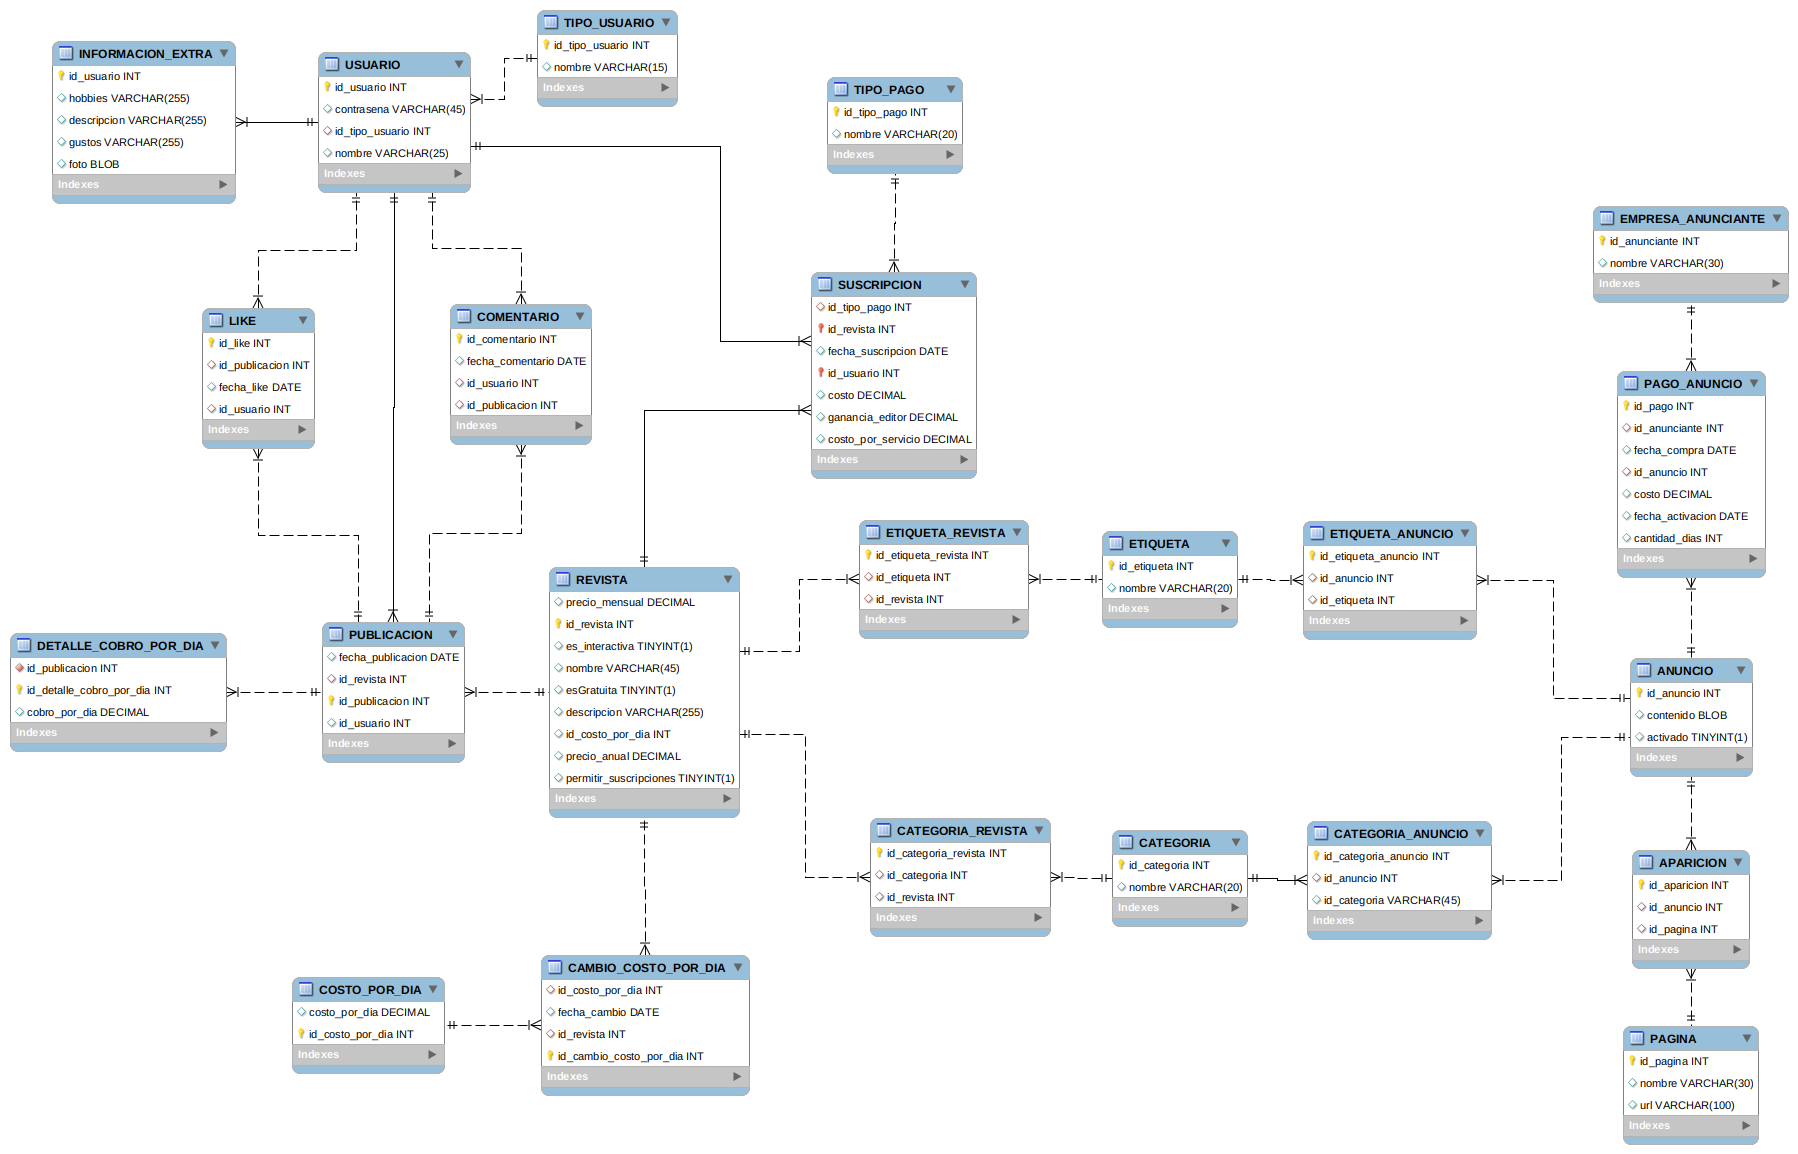 INFORMACION_EXTRA
id_usuario INT
hobbies VARCHAR(255)
descripcion VARCHAR(255)
gustos VARCHAR(255)
foto BLOB
Indexes
USUARIO
id_usuario INT
contrasena VARCHAR(45)
id_tipo_usuario INT
nombre VARCHAR(25)
Indexes
TIPO_USUARIO
id_tipo_usuario INT
nombre VARCHAR(15)
Indexes
TIPO_PAGO
id_tipo_pago INT
nombre VARCHAR(20)
Indexes
EMPRESA_ANUNCIANTE
id_anunciante INT
nombre VARCHAR(30)
Indexes
LIKE
id_like INT
id_publicacion INT
fecha_like DATE
id_usuario INT
Indexes
COMENTARIO
id_comentario INT
fecha_comentario DATE
id_usuario INT
id_publicacion INT
Indexes
SUSCRIPCION
id_tipo_pago INT
id_revista INT
fecha_suscripcion DATE
id_usuario INT
costo DECIMAL
ganancia_editor DECIMAL
costo_por_servicio DECIMAL
Indexes
PAGO_ANUNCIO
id_pago INT
id_anunciante INT
fecha_compra DATE
id_anuncio INT
costo DECIMAL
fecha_activacion DATE
cantidad_dias INT
Indexes
ETIQUETA_REVISTA
id_etiqueta_revista INT
id_etiqueta INT
id_revista INT
Indexes
ETIQUETA
id_etiqueta INT
nombre VARCHAR(20)
Indexes
ETIQUETA_ANUNCIO
id_etiqueta_anuncio INT
id_anuncio INT
id_etiqueta INT
Indexes
DETALLE_COBRO_POR_DIA
id_publicacion INT
id_detalle_cobro_por_dia INT
cobro_por_dia DECIMAL
Indexes
PUBLICACION
fecha_publicacion DATE
id_revista INT
id_publicacion INT
id_usuario INT
Indexes
REVISTA
precio_mensual DECIMAL
id_revista INT
es_interactiva TINYINT(1)
nombre VARCHAR(45)
esGratuita TINYINT(1)
descripcion VARCHAR(255)
id_costo_por_dia INT
precio_anual DECIMAL
permitir_suscripciones TINYINT(1)
Indexes
ANUNCIO
id_anuncio INT
contenido BLOB
activado TINYINT(1)
Indexes
CATEGORIA_REVISTA
id_categoria_revista INT
id_categoria INT
id_revista INT
Indexes
CATEGORIA
id_categoria INT
nombre VARCHAR(20)
Indexes
CATEGORIA_ANUNCIO
id_categoria_anuncio INT
id_anuncio INT
id_categoria VARCHAR(45)
Indexes
APARICION
id_aparicion INT
id_anuncio INT
id_pagina INT
Indexes
COSTO_POR_DIA
costo_por_dia DECIMAL
id_costo_por_dia INT
Indexes
CAMBIO_COSTO_POR_DIA
id_costo_por_dia INT
fecha_cambio DATE
id_revista INT
id_cambio_costo_por_dia INT
Indexes
PAGINA
id_pagina INT
nombre VARCHAR(30)
url VARCHAR(100)
Indexes